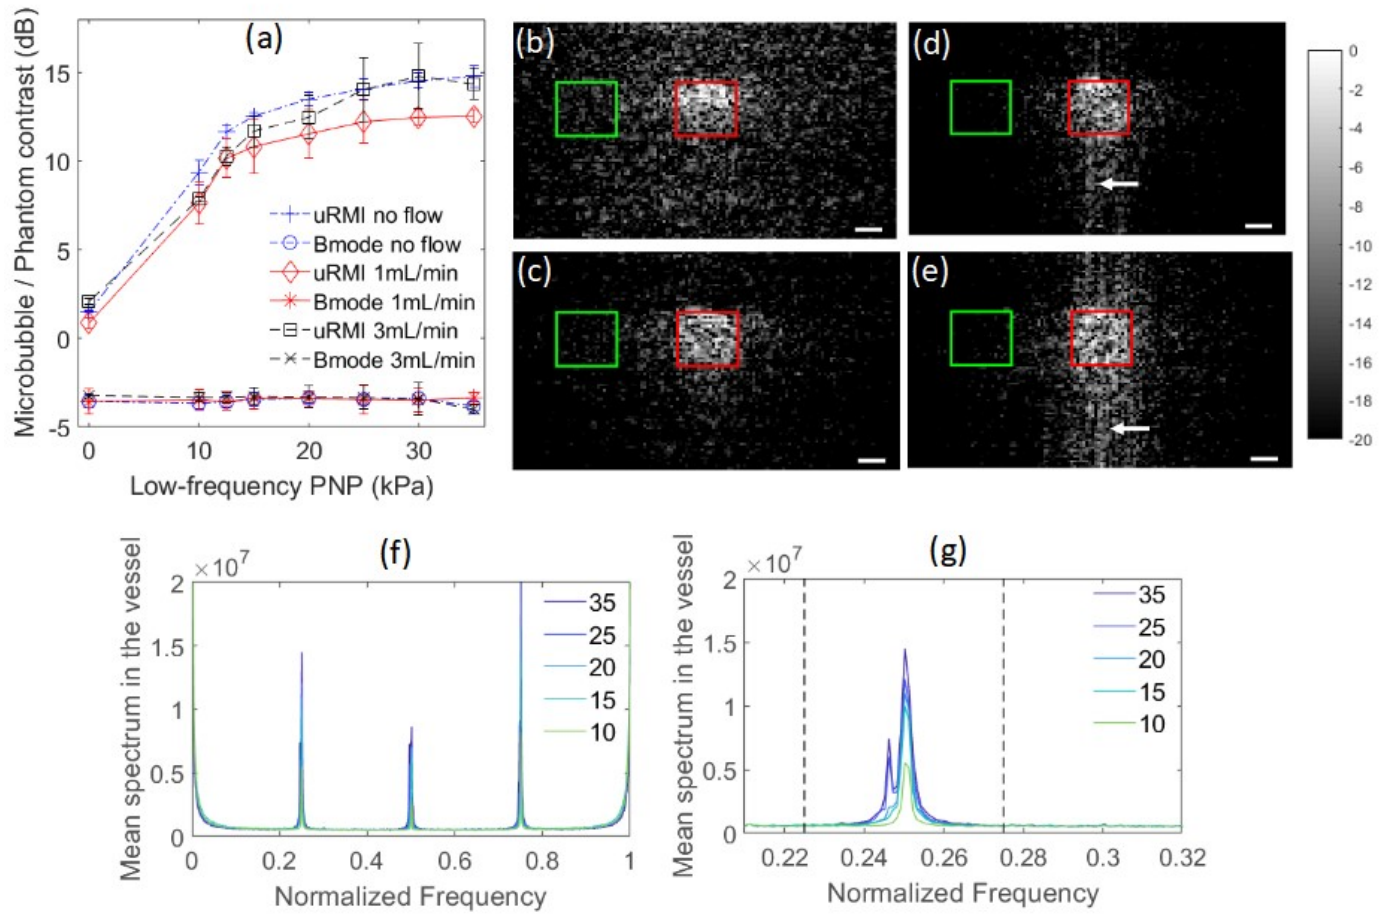 Microbubble / Phantom contrast (dB)
(a)
15
10
5
0
-5
0
10
20
30
Low-frequency PNP (kPa)
uRMI no flow
Bmode no flow
uRMI 1mL/min
Bmode 1mL/min
uRMI 3mL/min
Bmode 3mL/min
(b)
(d)
(c)
(e)
0
-2
-4
-6
-8
-10
-12
-14
-16
-18
-20
Mean spectrum in the vessel
×10⁷
(f)
2
1.5
1
0.5
0
0
0.2
0.4
0.6
0.8
1
Normalized Frequency
35
25
20
15
10
Mean spectrum in the vessel
×10⁷
(g)
2
1.5
1
0.5
0
0.22
0.24
0.26
0.28
0.3
0.32
Normalized Frequency
35
25
20
15
10